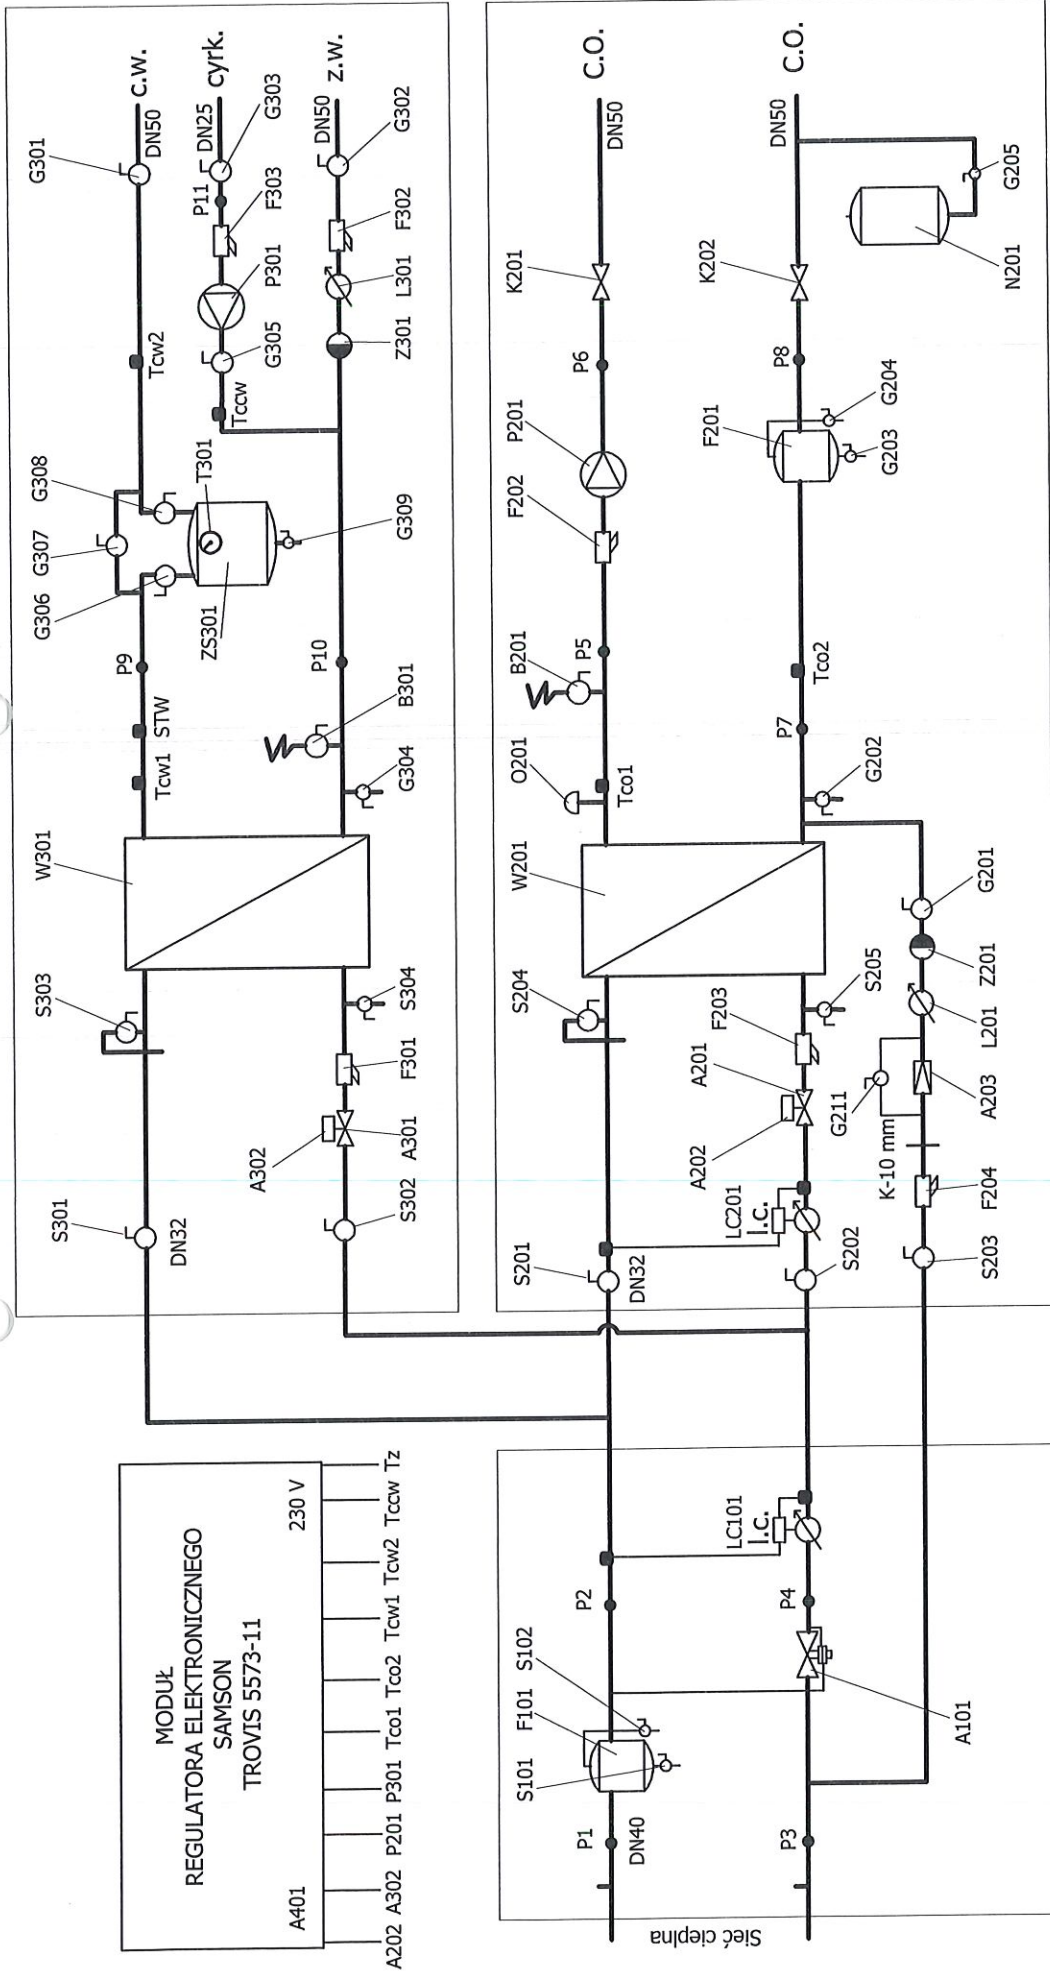 MODUŁ
REGULATORA ELEKTRONICZNEGO
SAMSON
TROVIS 5573-11
A401
230 V
A202
A302
P201
P301
Tco1
Tco2
Tcw1
Tcw2
Tccw
Tz
S301
DN32
S303
W301
Tcw1
STW
P9
G306
G307
G308
Tcw2
G301
DN50
c.w.
ZS301
T301
G309
Tccw
G305
P301
F303
P11
DN25
G303
cyrk.
A302
S302
A301
F301
S304
G304
B301
P10
Z301
L301
F302
DN50
G302
z.w.
Sieć cieplna
P1
DN40
S101
F101
S102
P2
LC101
l.c.
P3
A101
P4
S201
DN32
LC201
l.c.
S202
A202
A201
F203
S204
S205
W201
O201
Tco1
B201
P5
F202
P201
P6
K201
DN50
C.O.
S203
F204
K-10 mm
G211
A203
L201
Z201
G201
G202
P7
Tco2
F201
G203
G204
P8
K202
DN50
C.O.
N201
G205